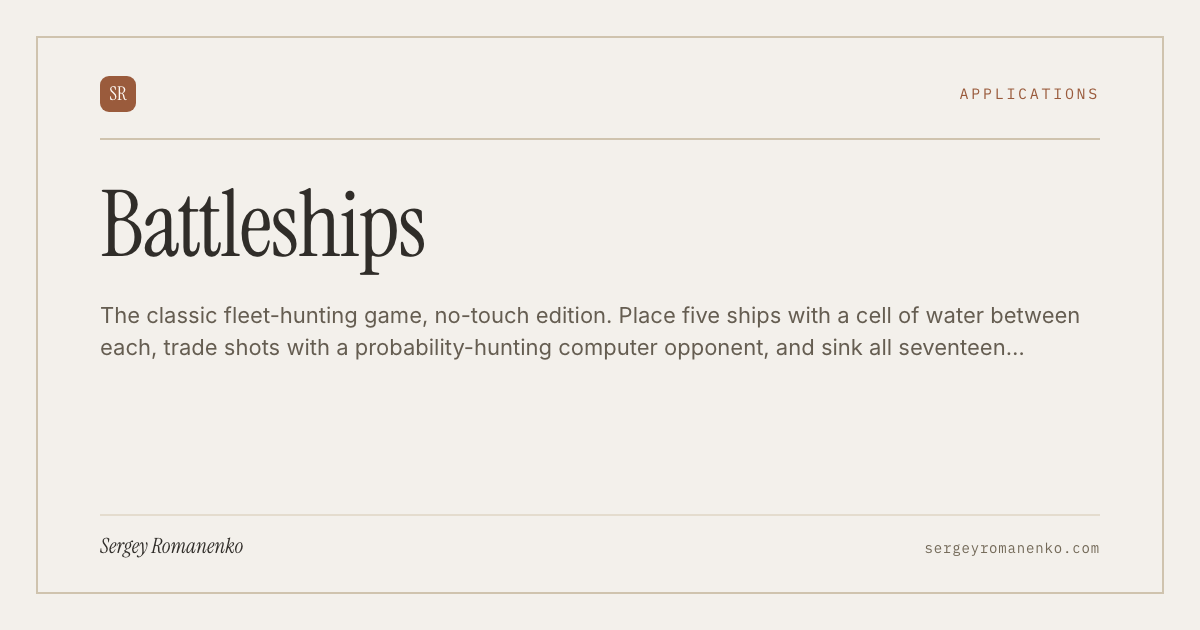 SR
APPLICATIONS
Battleships
The classic fleet-hunting game, no-touch edition. Place five ships with a cell of water between
each, trade shots with a probability-hunting computer opponent, and sink all seventeen...
Sergey Romanenko
sergeyromanenko.com